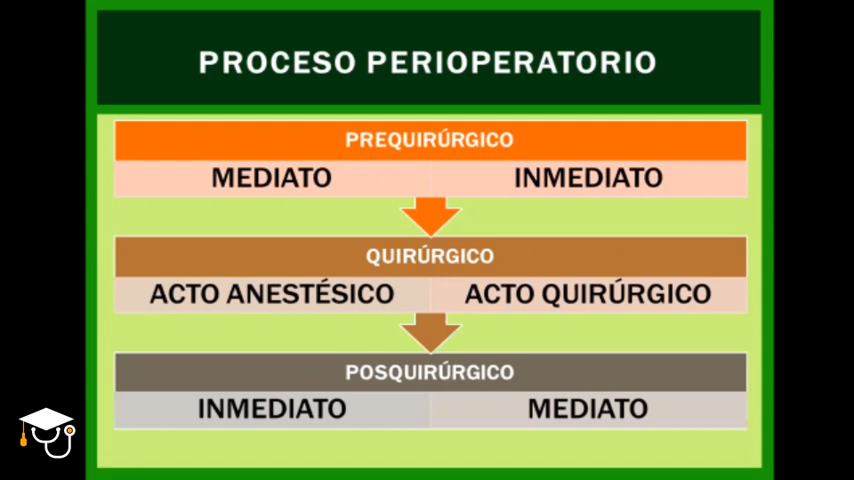 PROCESO PERIOPERATORIO
PREQUIRÚRGICO
MEDIATO INMEDIATO
QUIRÚRGICO
ACTO ANESTÉSICO ACTO QUIRÚRGICO
POSQUIRÚRGICO
INMEDIATO MEDIATO